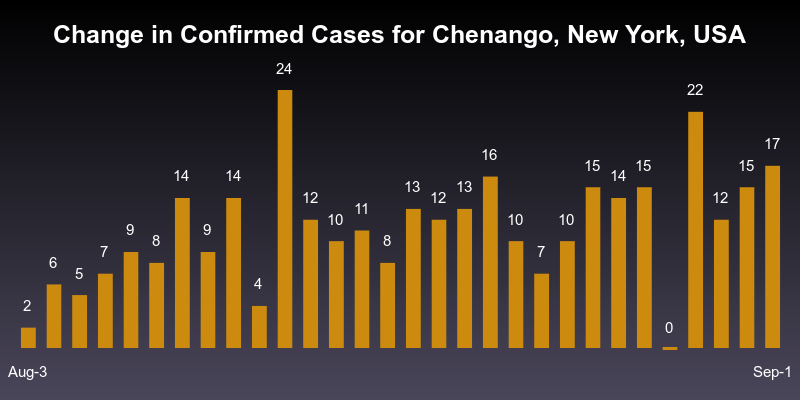 Change in Confirmed Cases for Chenango, New York, USA
2 6 5 7 9 8 14 9 14 4 24 12 10 11 8 13 12 13 16 10 7 10 15 14 15 0 22 12 15 17
Aug-3 Sep-1